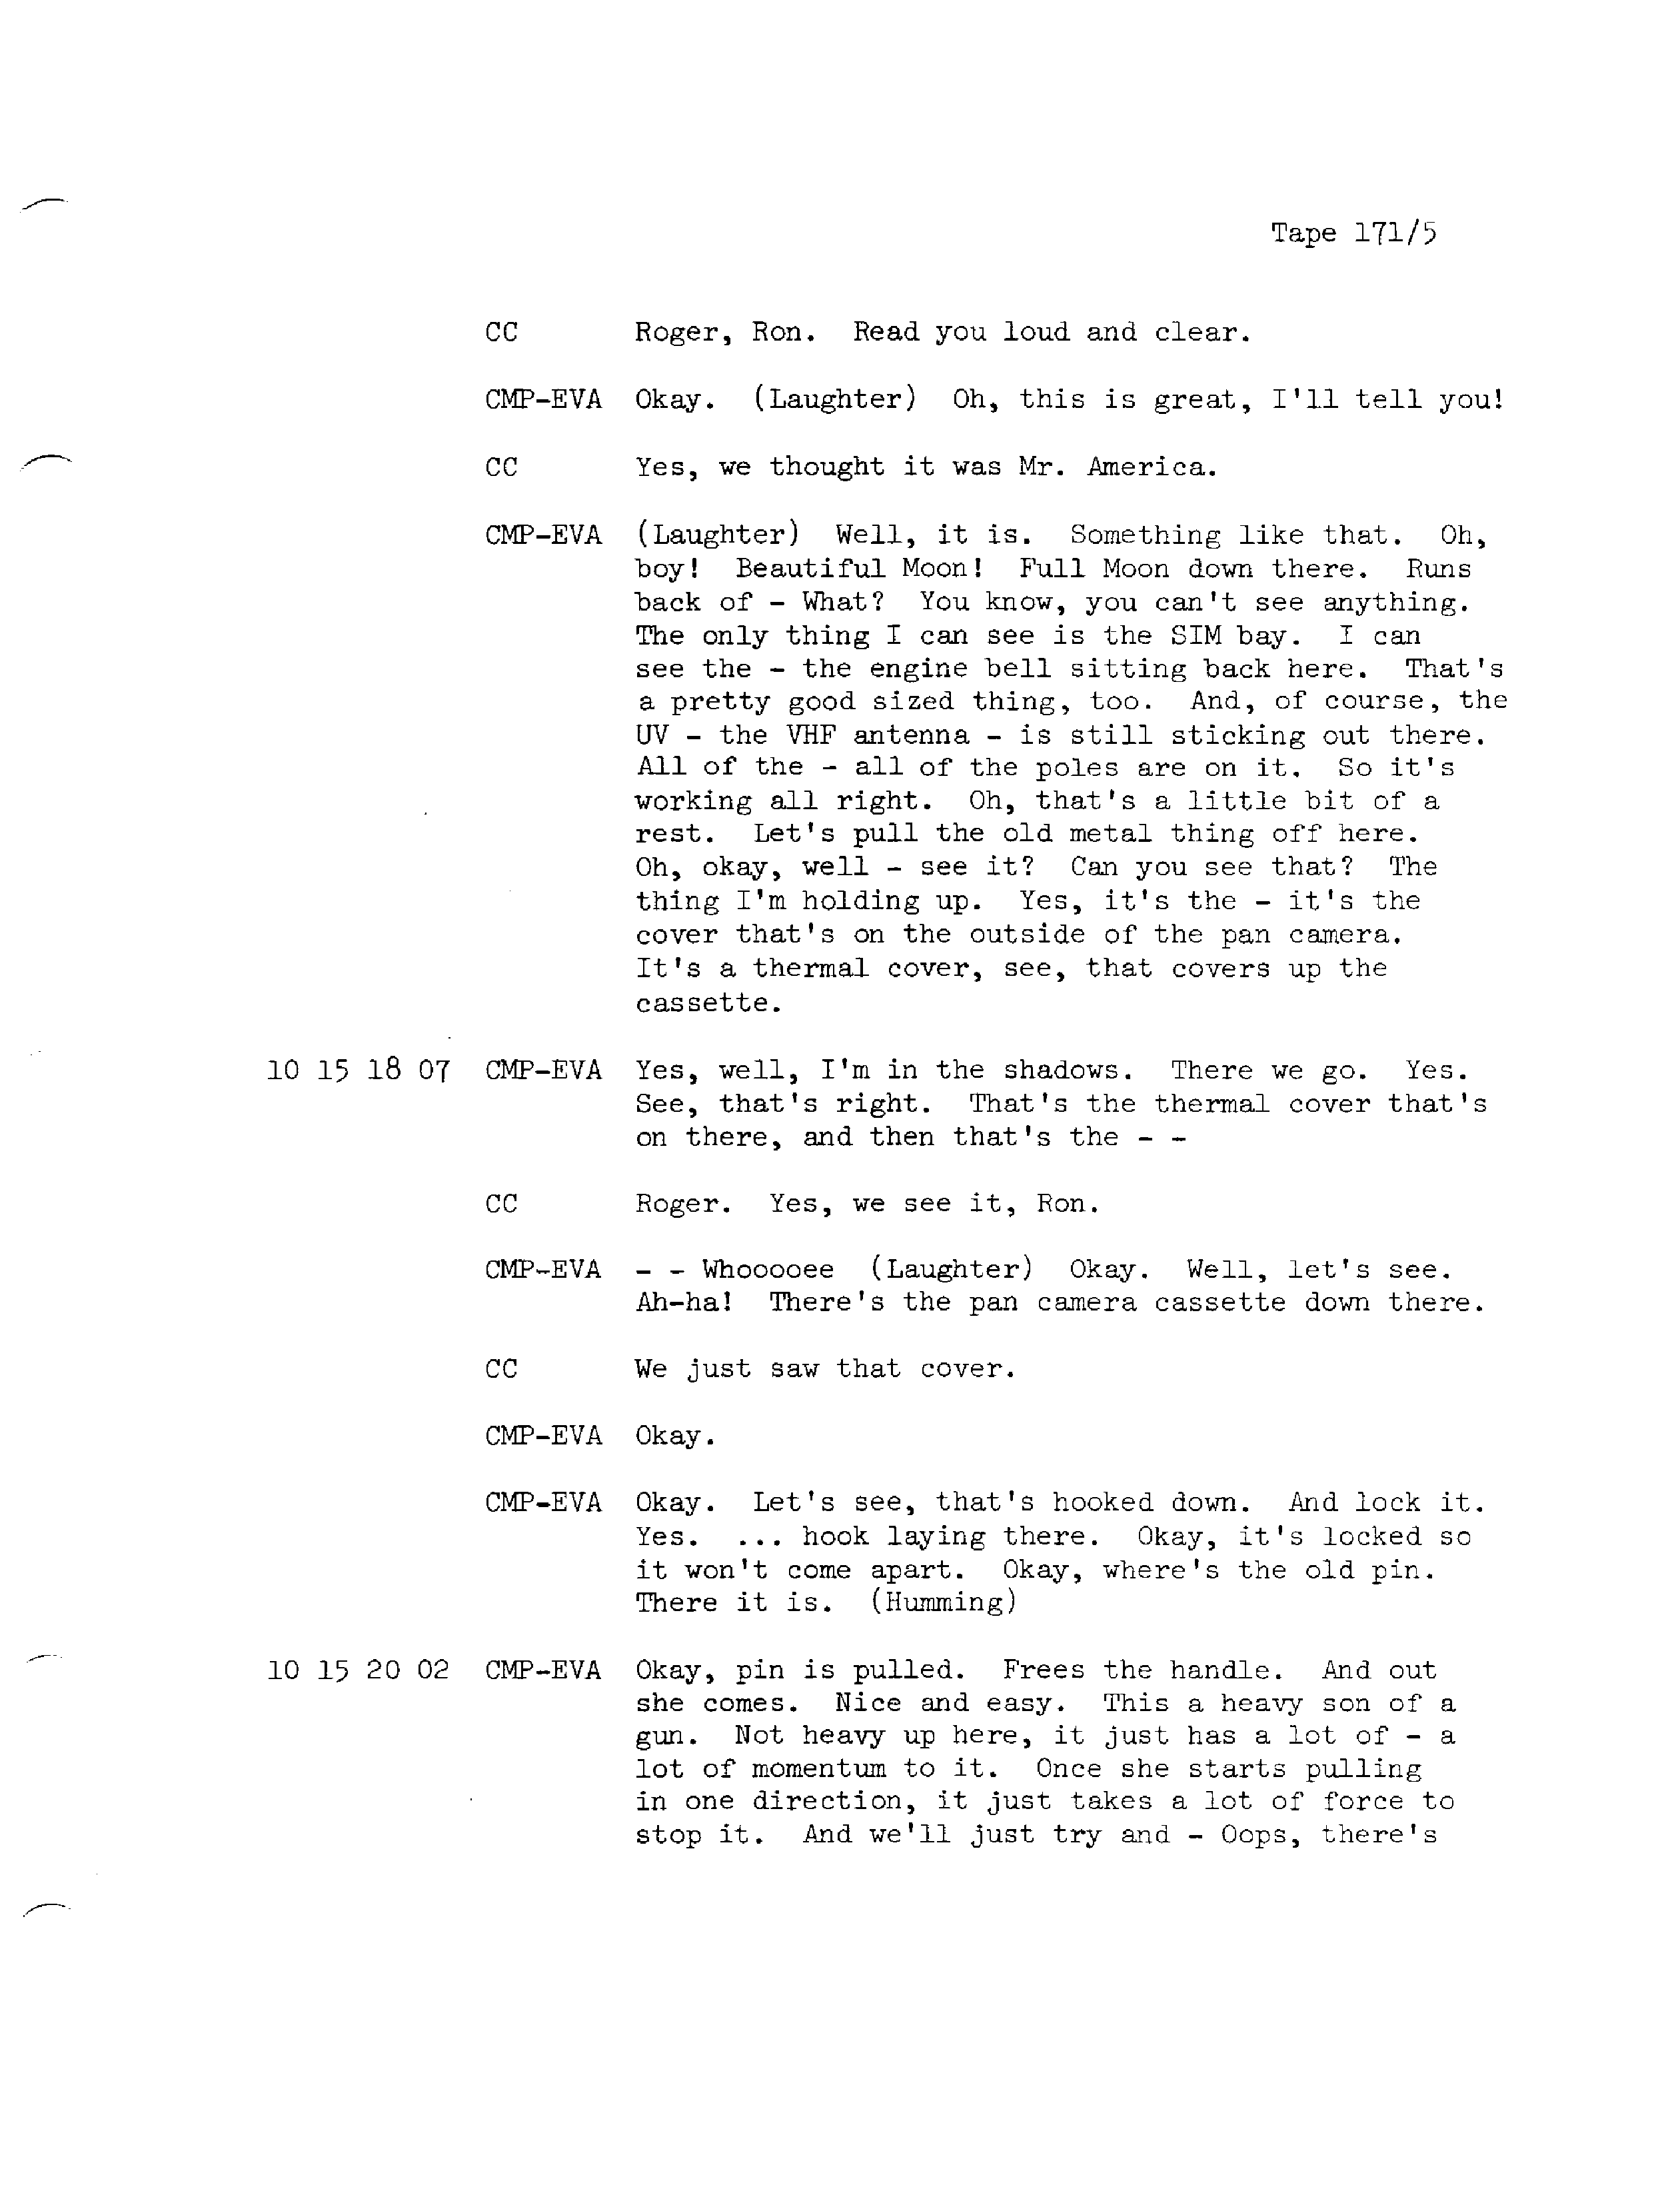 Tape 171/5
CC Roger, Ron. Read you loud and clear.
CMP-EVA Okay. (Laughter) Oh, this is great, I'll tell you!
CC Yes, we thought it was Mr. America.
CMP-EVA (Laughter) Well, it is. Something like that. Oh,
boy! Beautiful Moon! Full Moon down there. Runs
back of - What? You know, you can't see anything.
The only thing I can see is the SIM bay. I can
see the - the engine bell sitting back here. That's
a pretty good sized thing, too. And, of course, the
UV - the VHF antenna - is still sticking out there.
All of the - all of the poles are on it. So it's
working all right. Oh, that's a little bit of a
rest. Let's pull the old metal thing off here.
Oh, okay, well - see it? Can you see that? The
thing I'm holding up. Yes, it's the - it's the
cover that's on the outside of the pan camera.
It's a thermal cover, see, that covers up the
cassette.
10 15 18 07 CMP-EVA Yes, well, I'm in the shadows. There we go. Yes.
See, that's right. That's the thermal cover that's
on there, and then that's the - -
CC Roger. Yes, we see it, Ron.
CMP-EVA - - Whooooee (Laughter) Okay. Well, let's see.
Ah-ha! There's the pan camera cassette down there.
CC We just saw that cover.
CMP-EVA Okay.
CMP-EVA Okay. Let's see, that's hooked down. And lock it.
Yes. ... hook laying there. Okay, it's locked so
it won't come apart. Okay, where's the old pin.
There it is. (Humming)
10 15 20 02 CMP-EVA Okay, pin is pulled. Frees the handle. And out
she comes. Nice and easy. This a heavy son of a
gun. Not heavy up here, it just has a lot of - a
lot of momentum to it. Once she starts pulling
in one direction, it just takes a lot of force to
stop it. And we'll just try and - Oops, there's